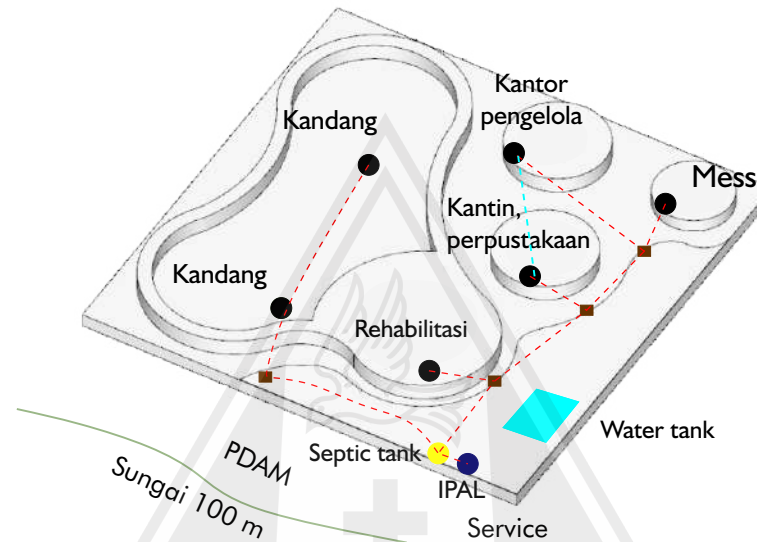 Kantor
pengelola
Kandang
Mess
Kantin,
perpustakaan
Kandang
Rehabilitasi
Water tank
Septic tank
PDAM
IPAL
Sungai 100 m
Service